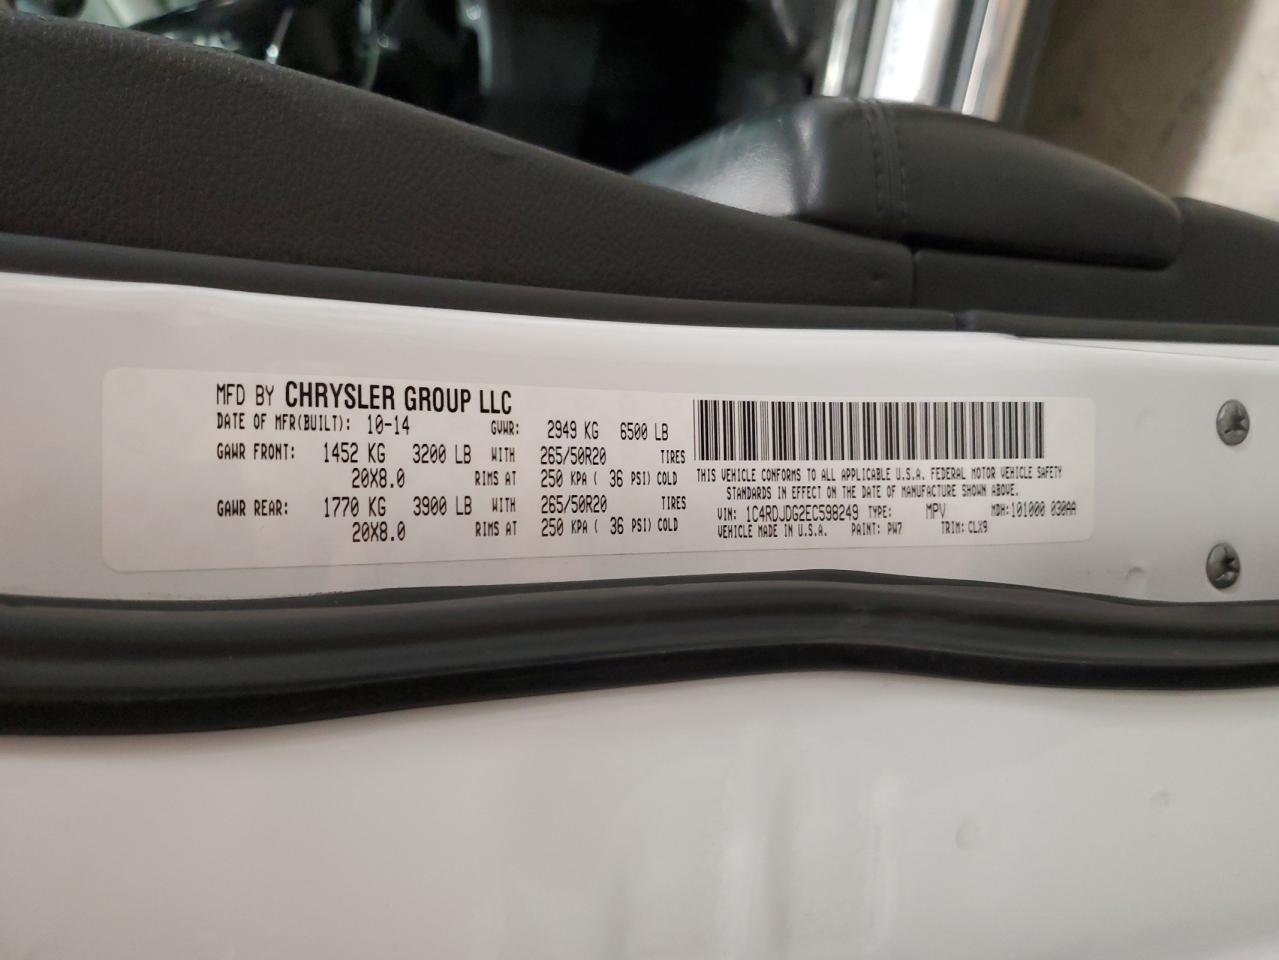 MFD BY CHRYSLER GROUP LLC
DATE OF MFR(BUILT): 10-14 GVWR: 2949 KG 6500 LB
GAWR FRONT: 1452 KG 3200 LB WITH 265/50R20 TIRES
20X8.0 RIMS AT 250 KPA ( 36 PSI) COLD
GAWR REAR: 1770 KG 3900 LB WITH 265/50R20 TIRES
20X8.0 RIMS AT 250 KPA ( 36 PSI) COLD
THIS VEHICLE CONFORMS TO ALL APPLICABLE U.S.A. FEDERAL MOTOR VEHICLE SAFETY
STANDARDS IN EFFECT ON THE DATE OF MANUFACTURE SHOWN ABOVE.
VIN: 1C4RDJDG2EC598249 TYPE: MPV MDH:101000 030AA
VEHICLE MADE IN U.S.A. PAINT: PW7 TRIM: CLX9